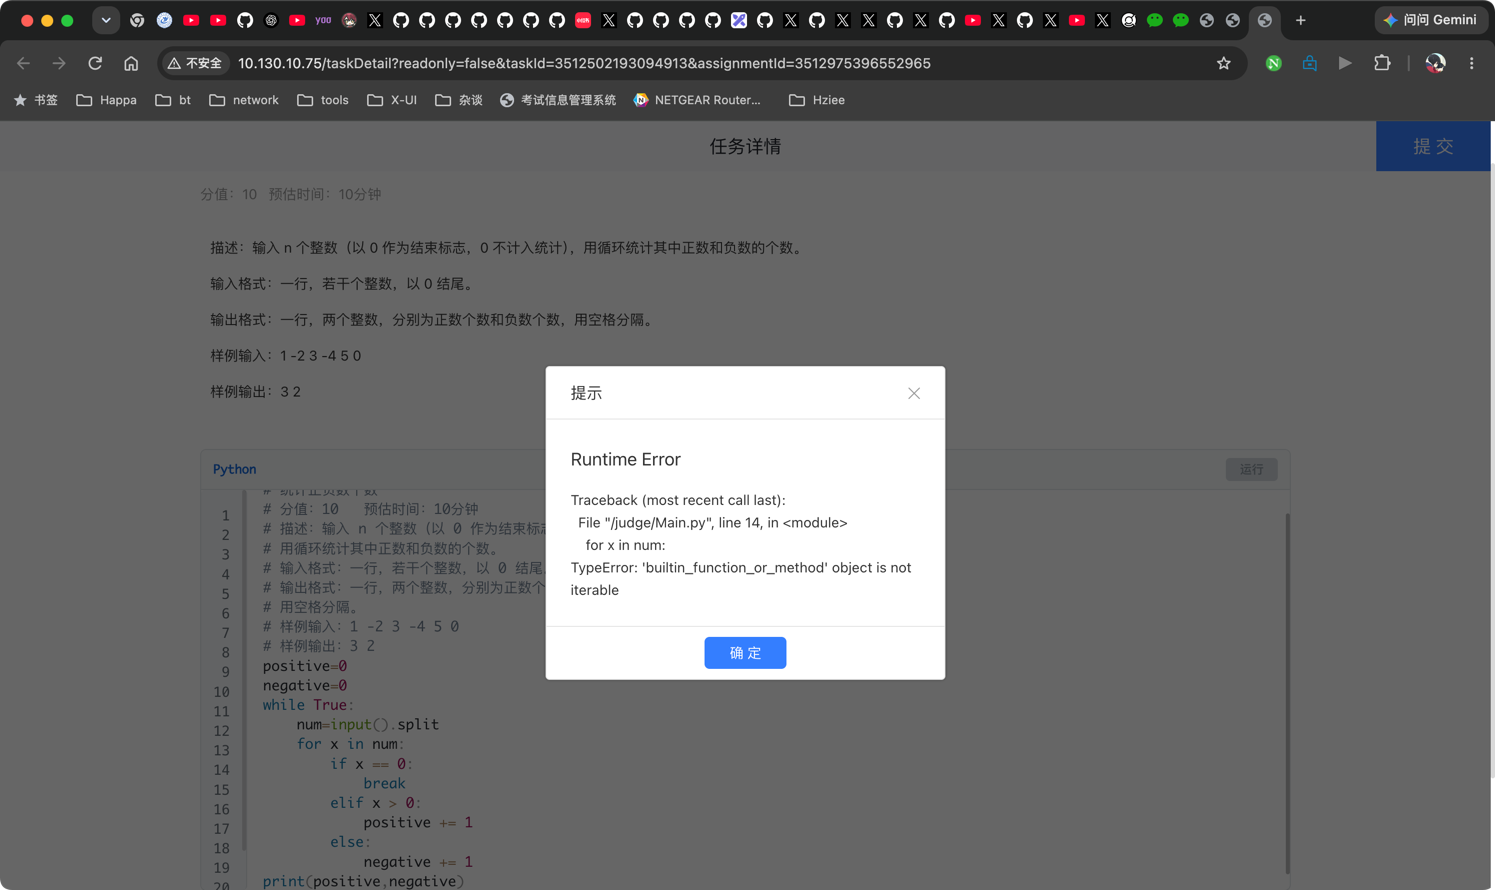 问问 Gemini
不安全 10.130.10.75/taskDetail?readonly=false&taskId=3512502193094913&assignmentId=3512975396552965
书签 Happa bt network tools X-UI 杂谈 考试信息管理系统 NETGEAR Router... Hziee
任务详情
提 交
分值：10 预估时间：10分钟
描述：输入 n 个整数（以 0 作为结束标志，0 不计入统计），用循环统计其中正数和负数的个数。
输入格式：一行，若干个整数，以 0 结尾。
输出格式：一行，两个整数，分别为正数个数和负数个数，用空格分隔。
样例输入：1 -2 3 -4 5 0
样例输出：3 2
提示
Runtime Error
Traceback (most recent call last):
File "/judge/Main.py", line 14, in <module>
for x in num:
TypeError: 'builtin_function_or_method' object is not
iterable
确 定
Python
运行
# 统计正负数个数
1 # 分值：10 预估时间：10分钟
2 # 描述：输入 n 个整数（以 0 作为结束标志
3 # 用循环统计其中正数和负数的个数。
4 # 输入格式：一行，若干个整数，以 0 结尾
5 # 输出格式：一行，两个整数，分别为正数个
6 # 用空格分隔。
7 # 样例输入：1 -2 3 -4 5 0
8 # 样例输出：3 2
9 positive=0
10 negative=0
11 while True:
12 num=input().split
13 for x in num:
14 if x == 0:
15 break
16 elif x > 0:
17 positive += 1
18 else:
19 negative += 1
20 print(positive,negative)